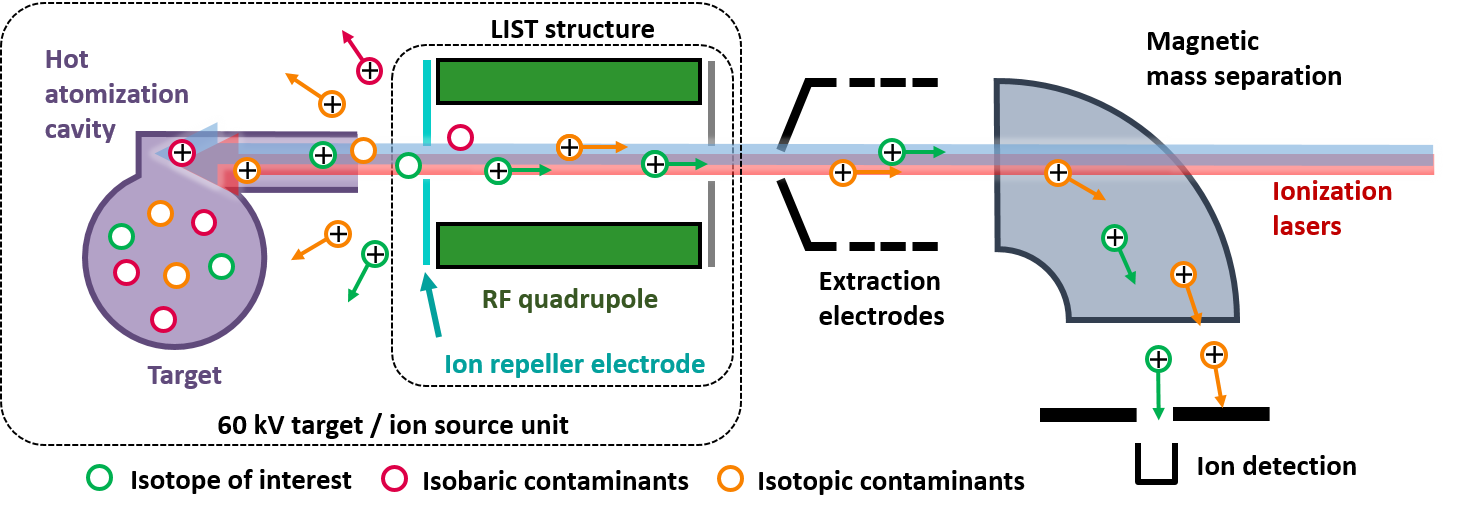 LIST structure
Magnetic
mass separation
Hot
atomization
cavity
Ionization
lasers
Extraction
electrodes
RF quadrupole
Ion repeller electrode
Target
60 kV target / ion source unit
Ion detection
Isotope of interest
Isobaric contaminants
Isotopic contaminants